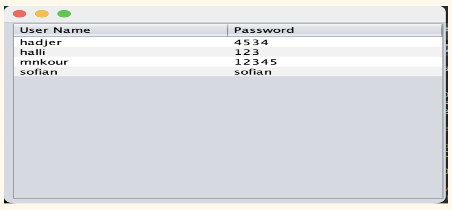 User Name Password
hadjer 4534
halli 123
mnkour 12345
sofian sofian